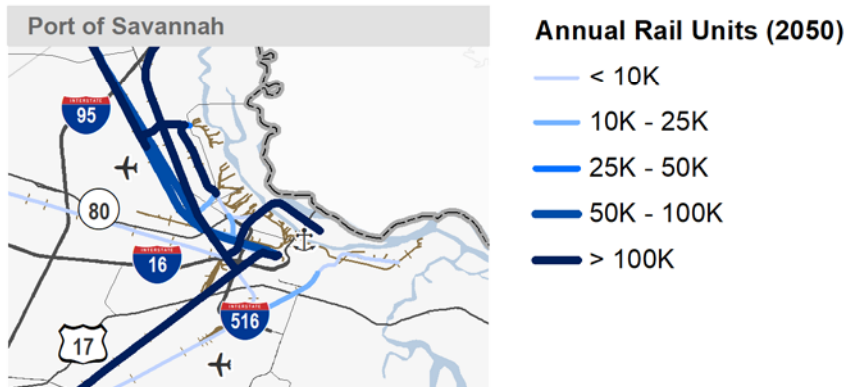 Port of Savannah
INTERSTATE
95
80
INTERSTATE
16
INTERSTATE
516
17
Annual Rail Units (2050)
< 10K
10K - 25K
25K - 50K
50K - 100K
> 100K